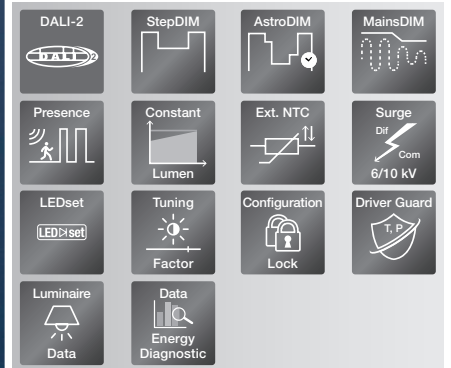 DALI-2
StepDIM
AstroDIM
MainsDIM
DALI 2
Presence
Constant
Lumen
Ext. NTC
Surge
Dif
Com
6/10 kV
LEDset
LED set
Tuning
Factor
Configuration
Lock
Driver Guard
T, P
Luminaire
Data
Data
Energy
Diagnostic